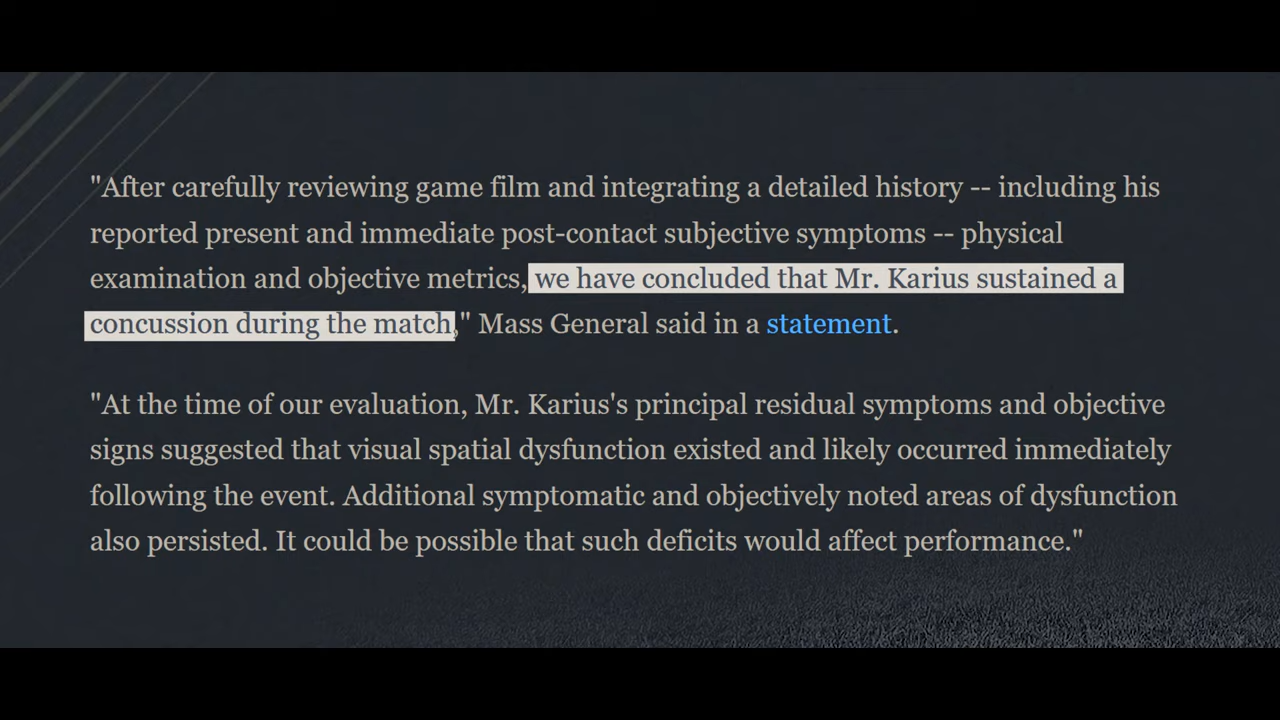 "After carefully reviewing game film and integrating a detailed history -- including his
reported present and immediate post-contact subjective symptoms -- physical
examination and objective metrics, we have concluded that Mr. Karius sustained a
concussion during the match," Mass General said in a statement.
"At the time of our evaluation, Mr. Karius's principal residual symptoms and objective
signs suggested that visual spatial dysfunction existed and likely occurred immediately
following the event. Additional symptomatic and objectively noted areas of dysfunction
also persisted. It could be possible that such deficits would affect performance."